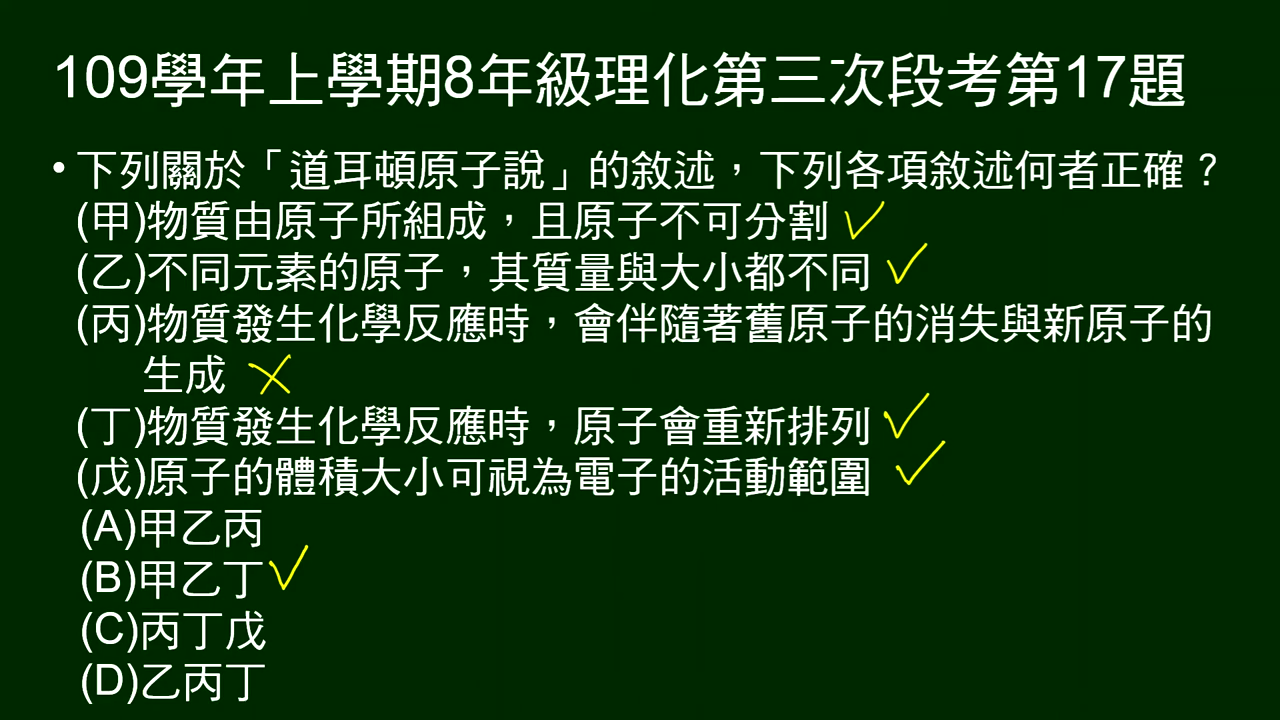 109學年上學期8年級理化第三次段考第17題
•下列關於「道耳頓原子說」的敘述，下列各項敘述何者正確？
(甲)物質由原子所組成，且原子不可分割
(乙)不同元素的原子，其質量與大小都不同
(丙)物質發生化學反應時，會伴隨著舊原子的消失與新原子的
生成
(丁)物質發生化學反應時，原子會重新排列
(戊)原子的體積大小可視為電子的活動範圍
(A)甲乙丙
(B)甲乙丁
(C)丙丁戊
(D)乙丙丁